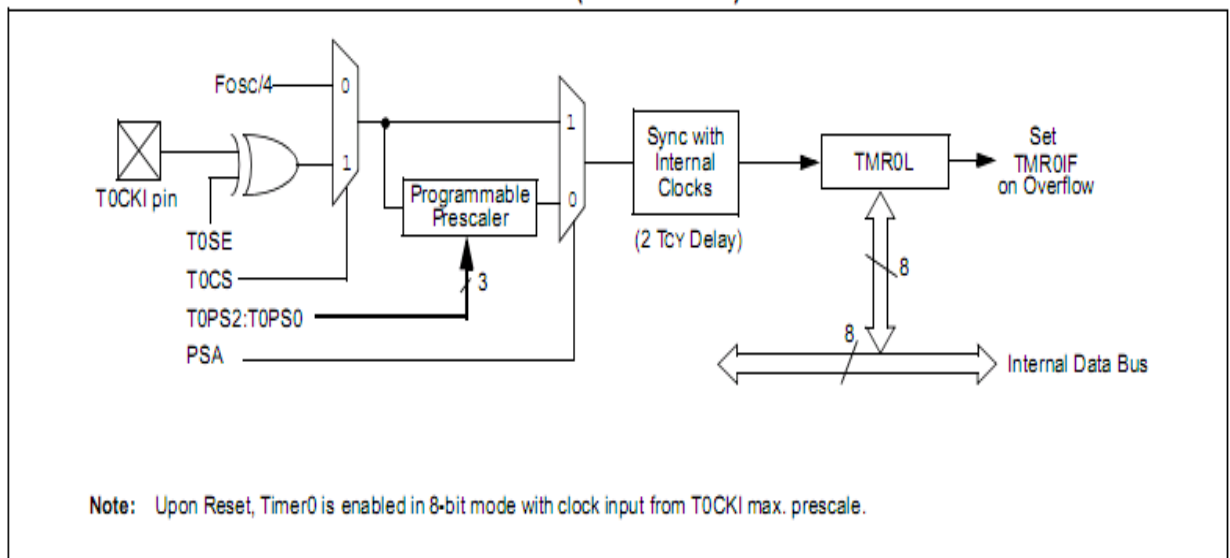 Fosc/4
0
1
T0CKI pin
T0SE
T0CS
T0PS2:T0PS0
PSA
Programmable
Prescaler
3
1
0
Sync with
Internal
Clocks
(2 TCY Delay)
TMR0L
Set
TMR0IF
on Overflow
8
8
Internal Data Bus
Note: Upon Reset, Timer0 is enabled in 8-bit mode with clock input from T0CKI max. prescale.